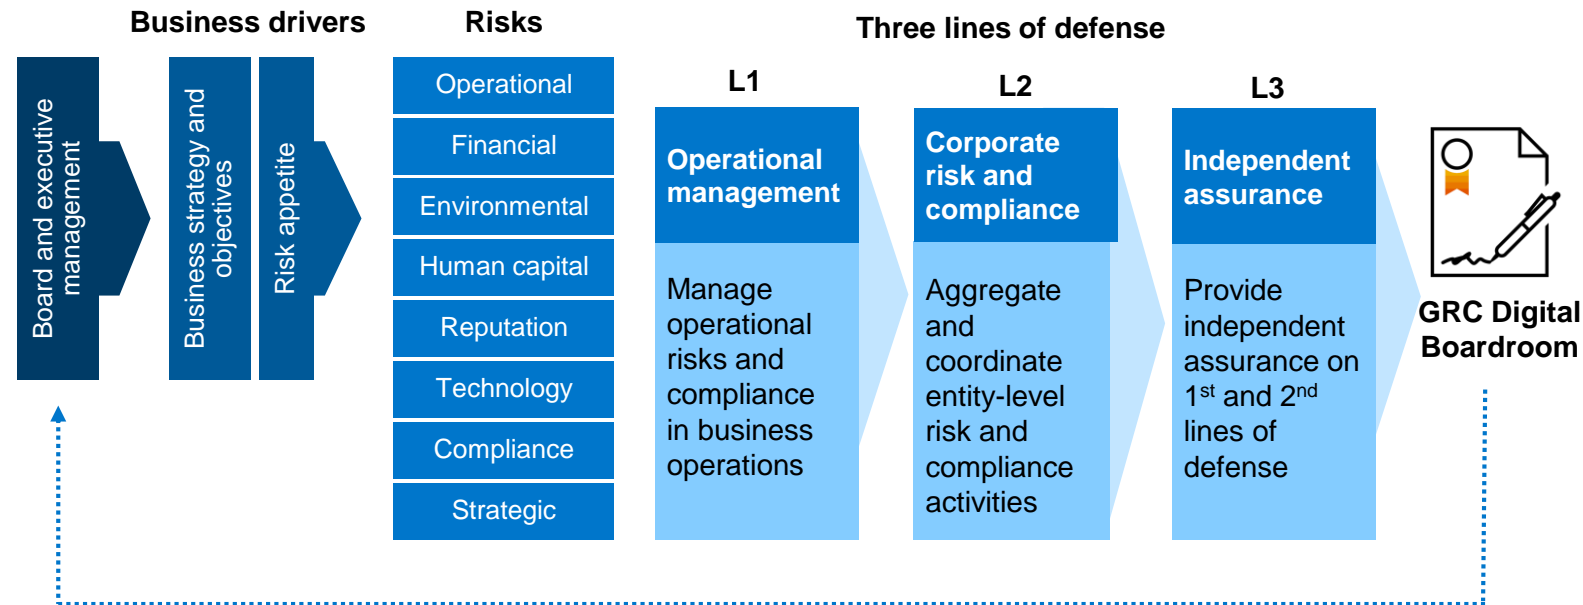 Business drivers
Risks
Three lines of defense
Board and executive
management
Business strategy and
objectives
Risk appetite
Operational
Financial
Environmental
Human capital
Reputation
Technology
Compliance
Strategic
L1
Operational
management
Manage
operational
risks and
compliance
in business
operations
L2
Corporate
risk and
compliance
Aggregate
and
coordinate
entity-level
risk and
compliance
activities
L3
Independent
assurance
Provide
independent
assurance on
1st and 2nd
lines of
defense
GRC Digital
Boardroom